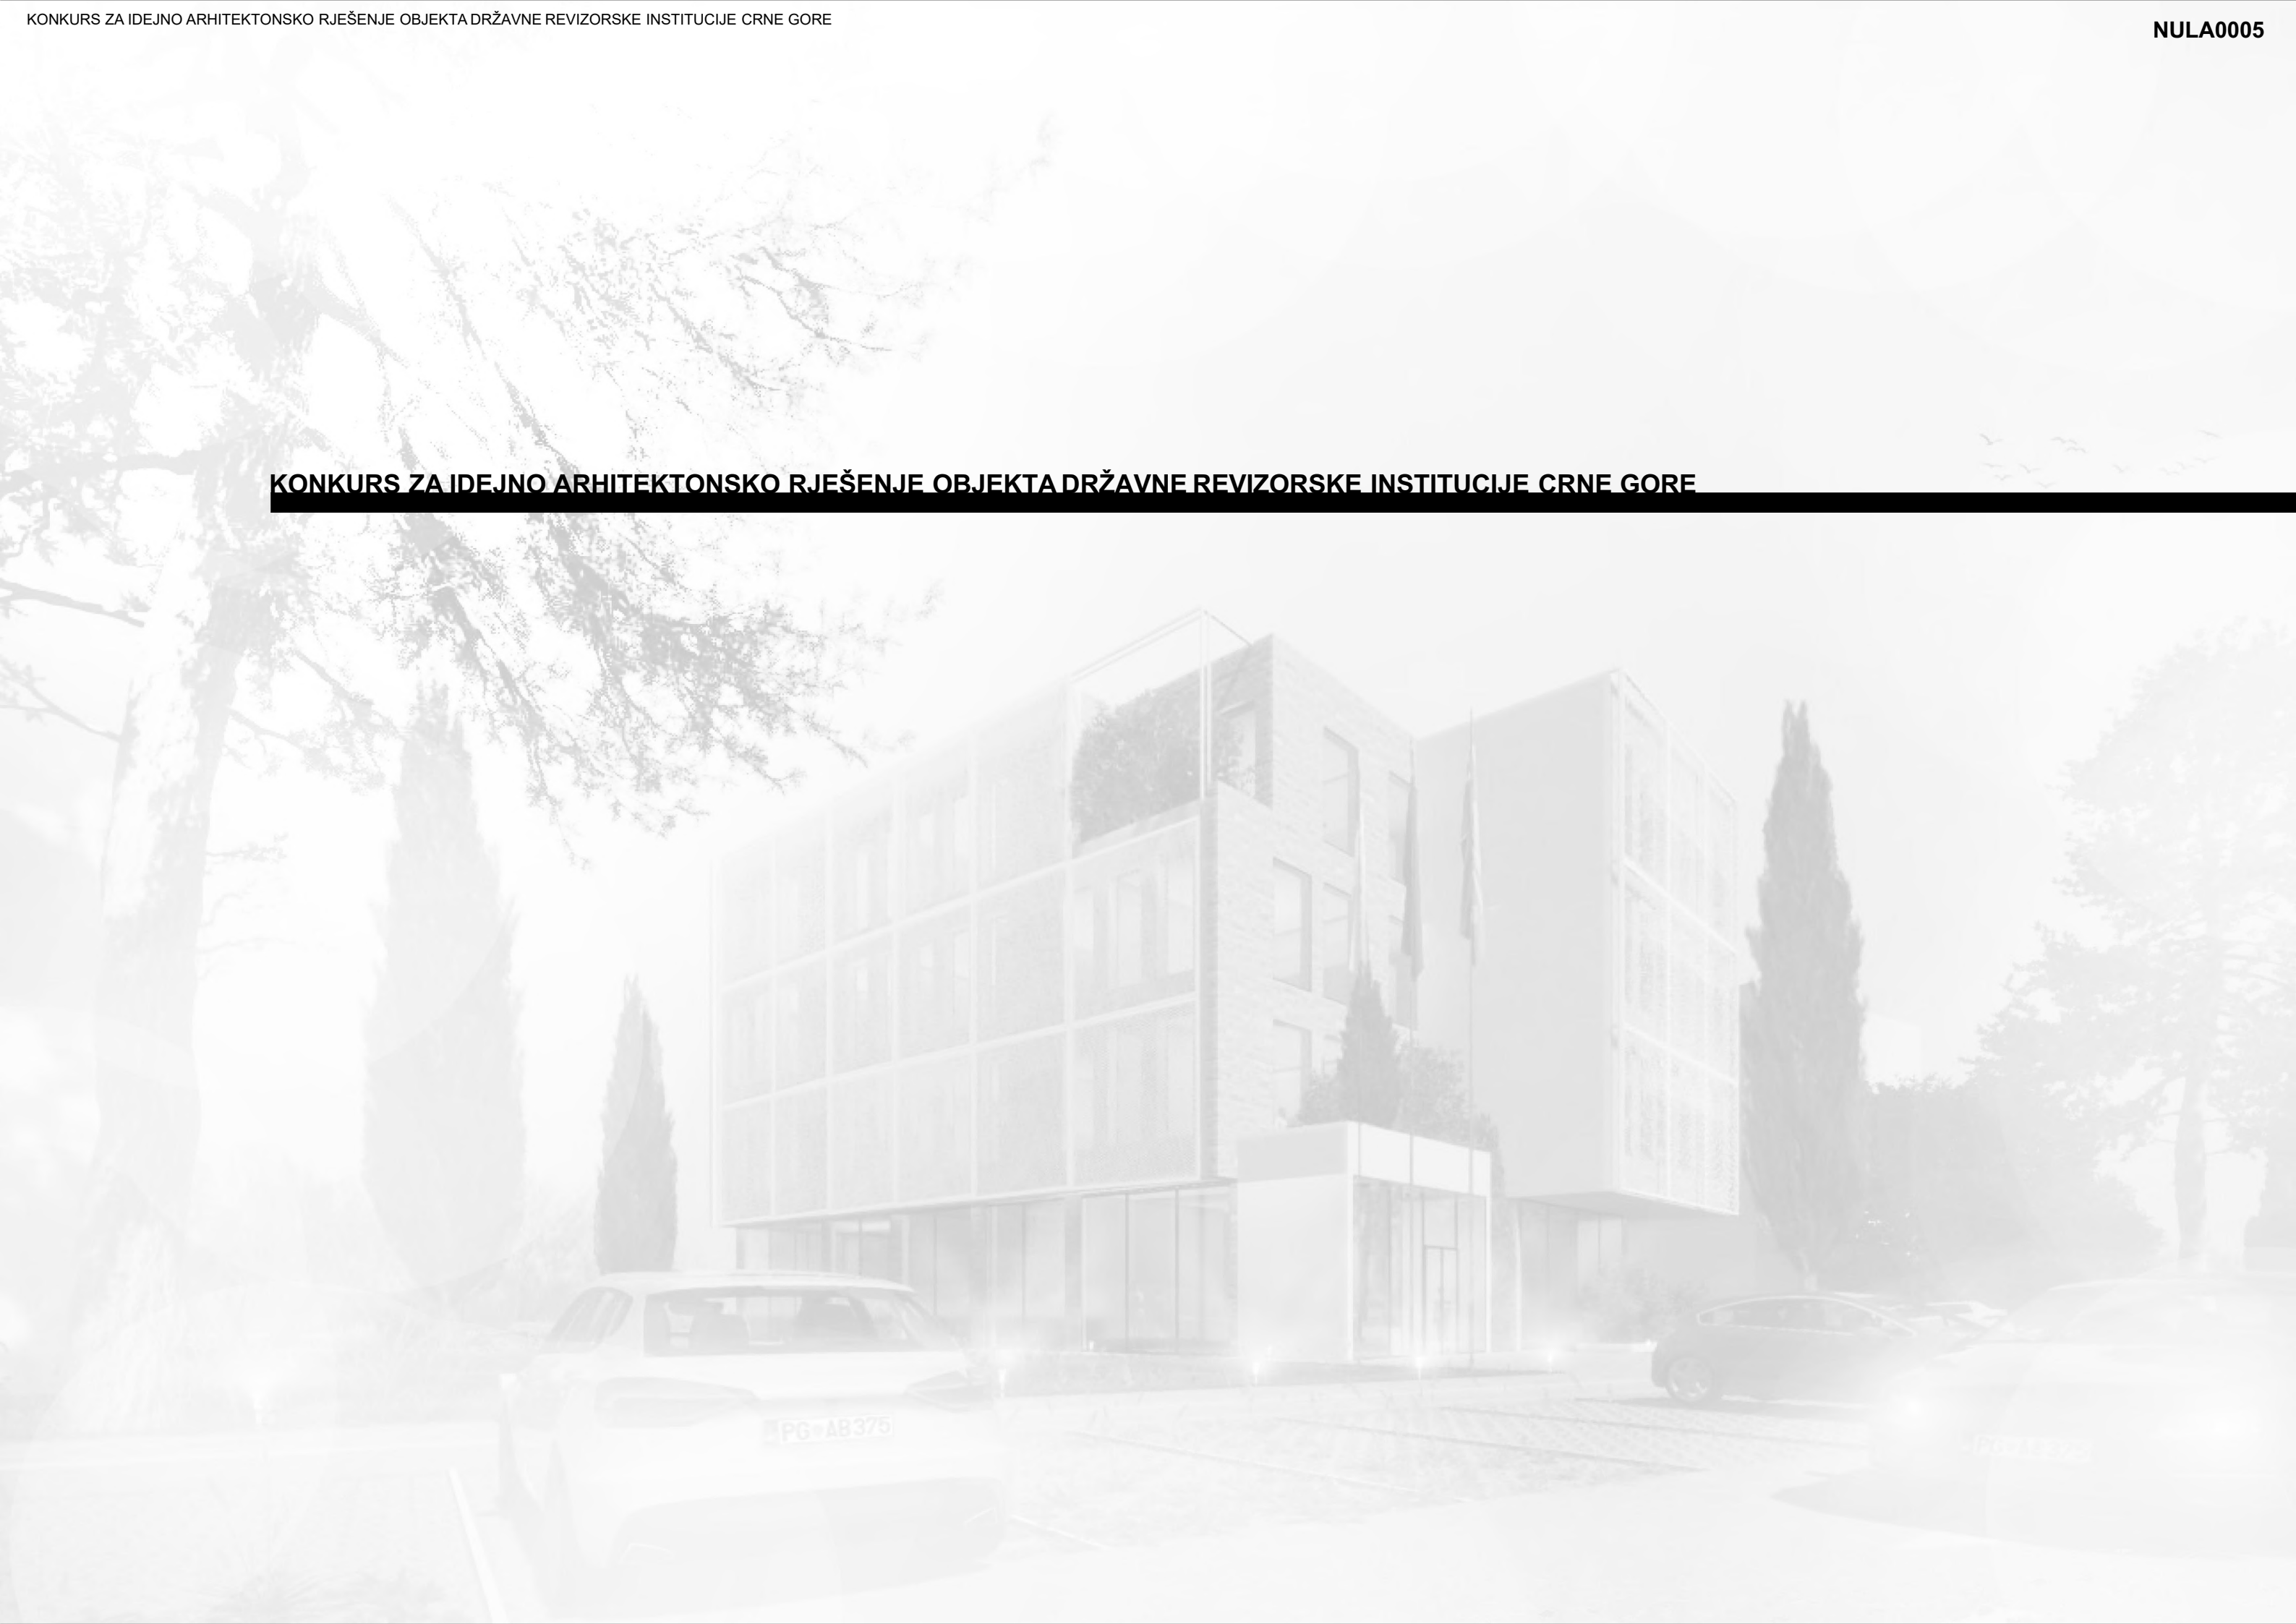 KONKURS ZA IDEJNO ARHITEKTONSKO RJEŠENJE OBJEKTA DRŽAVNE REVIZORSKE INSTITUCIJE CRNE GORE
NULA0005
KONKURS ZA IDEJNO ARHITEKTONSKO RJEŠENJE OBJEKTA DRŽAVNE REVIZORSKE INSTITUCIJE CRNE GORE
PG AB375